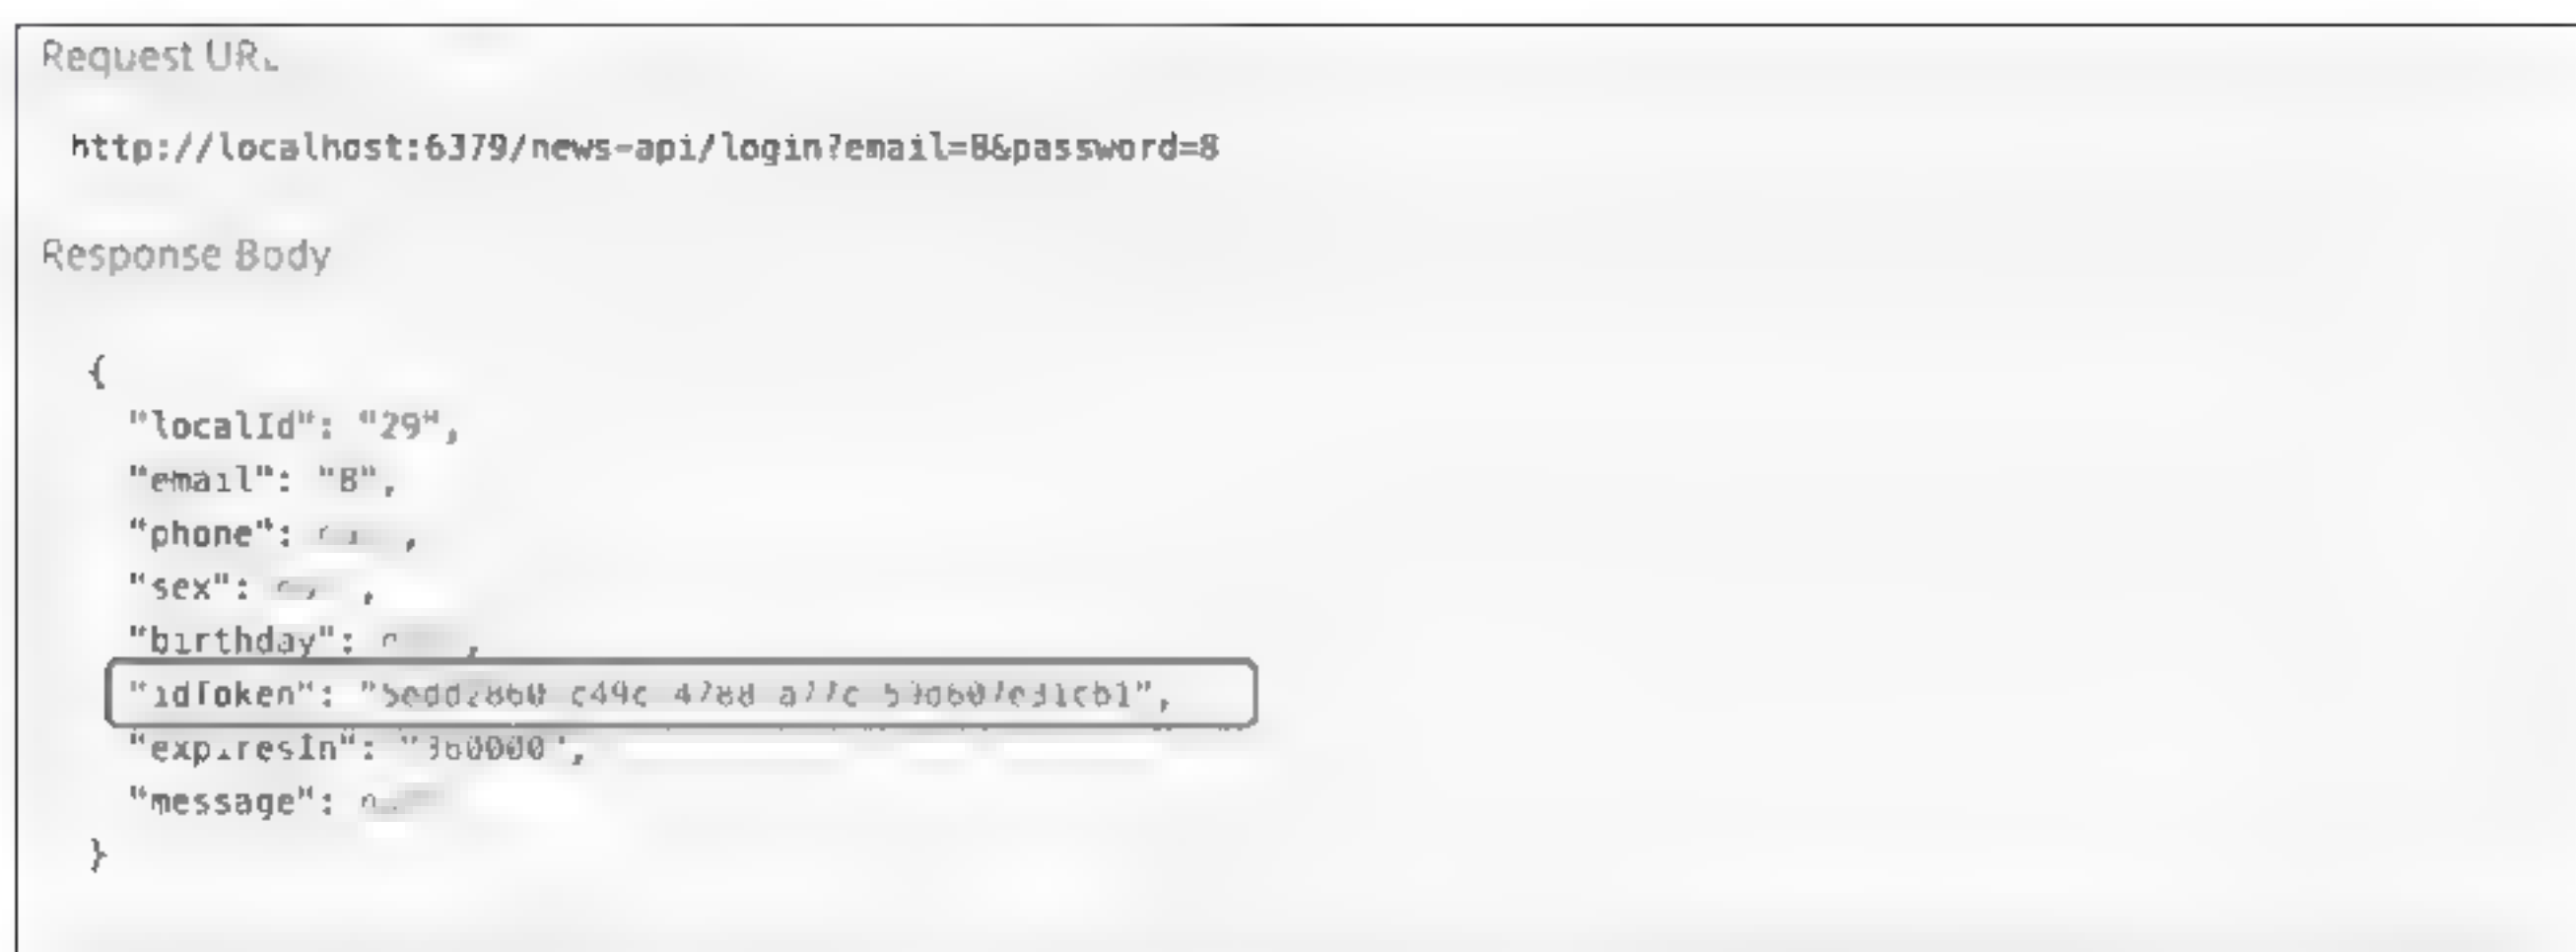 Request URL
http://localhost:6379/news-api/login?email=8&password=8
Response Body
{
"localId": "29",
"email": "8",
"phone": ,
"sex": ,
"birthday": ,
"idToken":
"expiresIn": "360000",
"message":
}